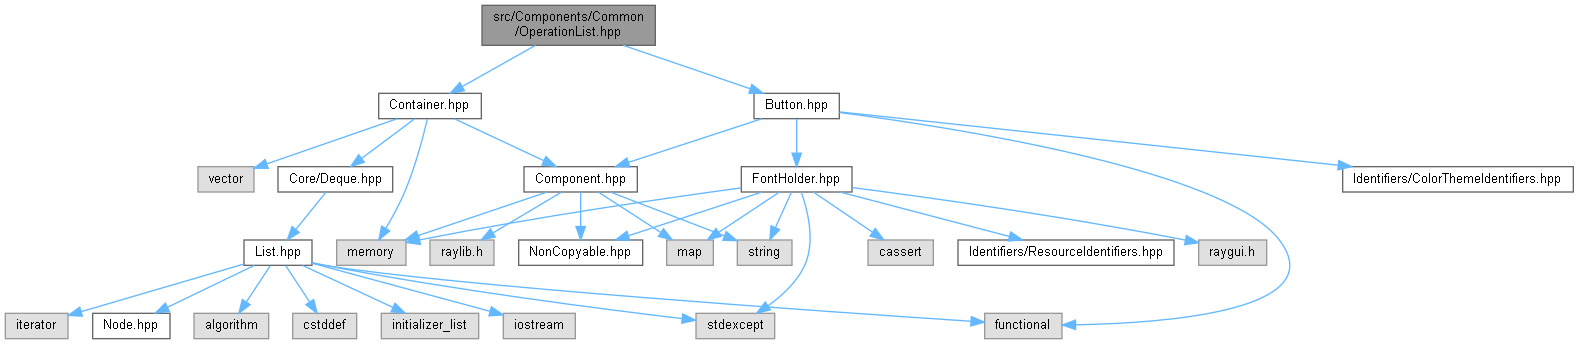 src/Components/Common
/OperationList.hpp
Container.hpp
Button.hpp
vector
Core/Deque.hpp
Component.hpp
FontHolder.hpp
Identifiers/ColorThemeIdentifiers.hpp
List.hpp
memory
raylib.h
NonCopyable.hpp
map
string
cassert
Identifiers/ResourceIdentifiers.hpp
raygui.h
iterator
Node.hpp
algorithm
cstddef
initializer_list
iostream
stdexcept
functional